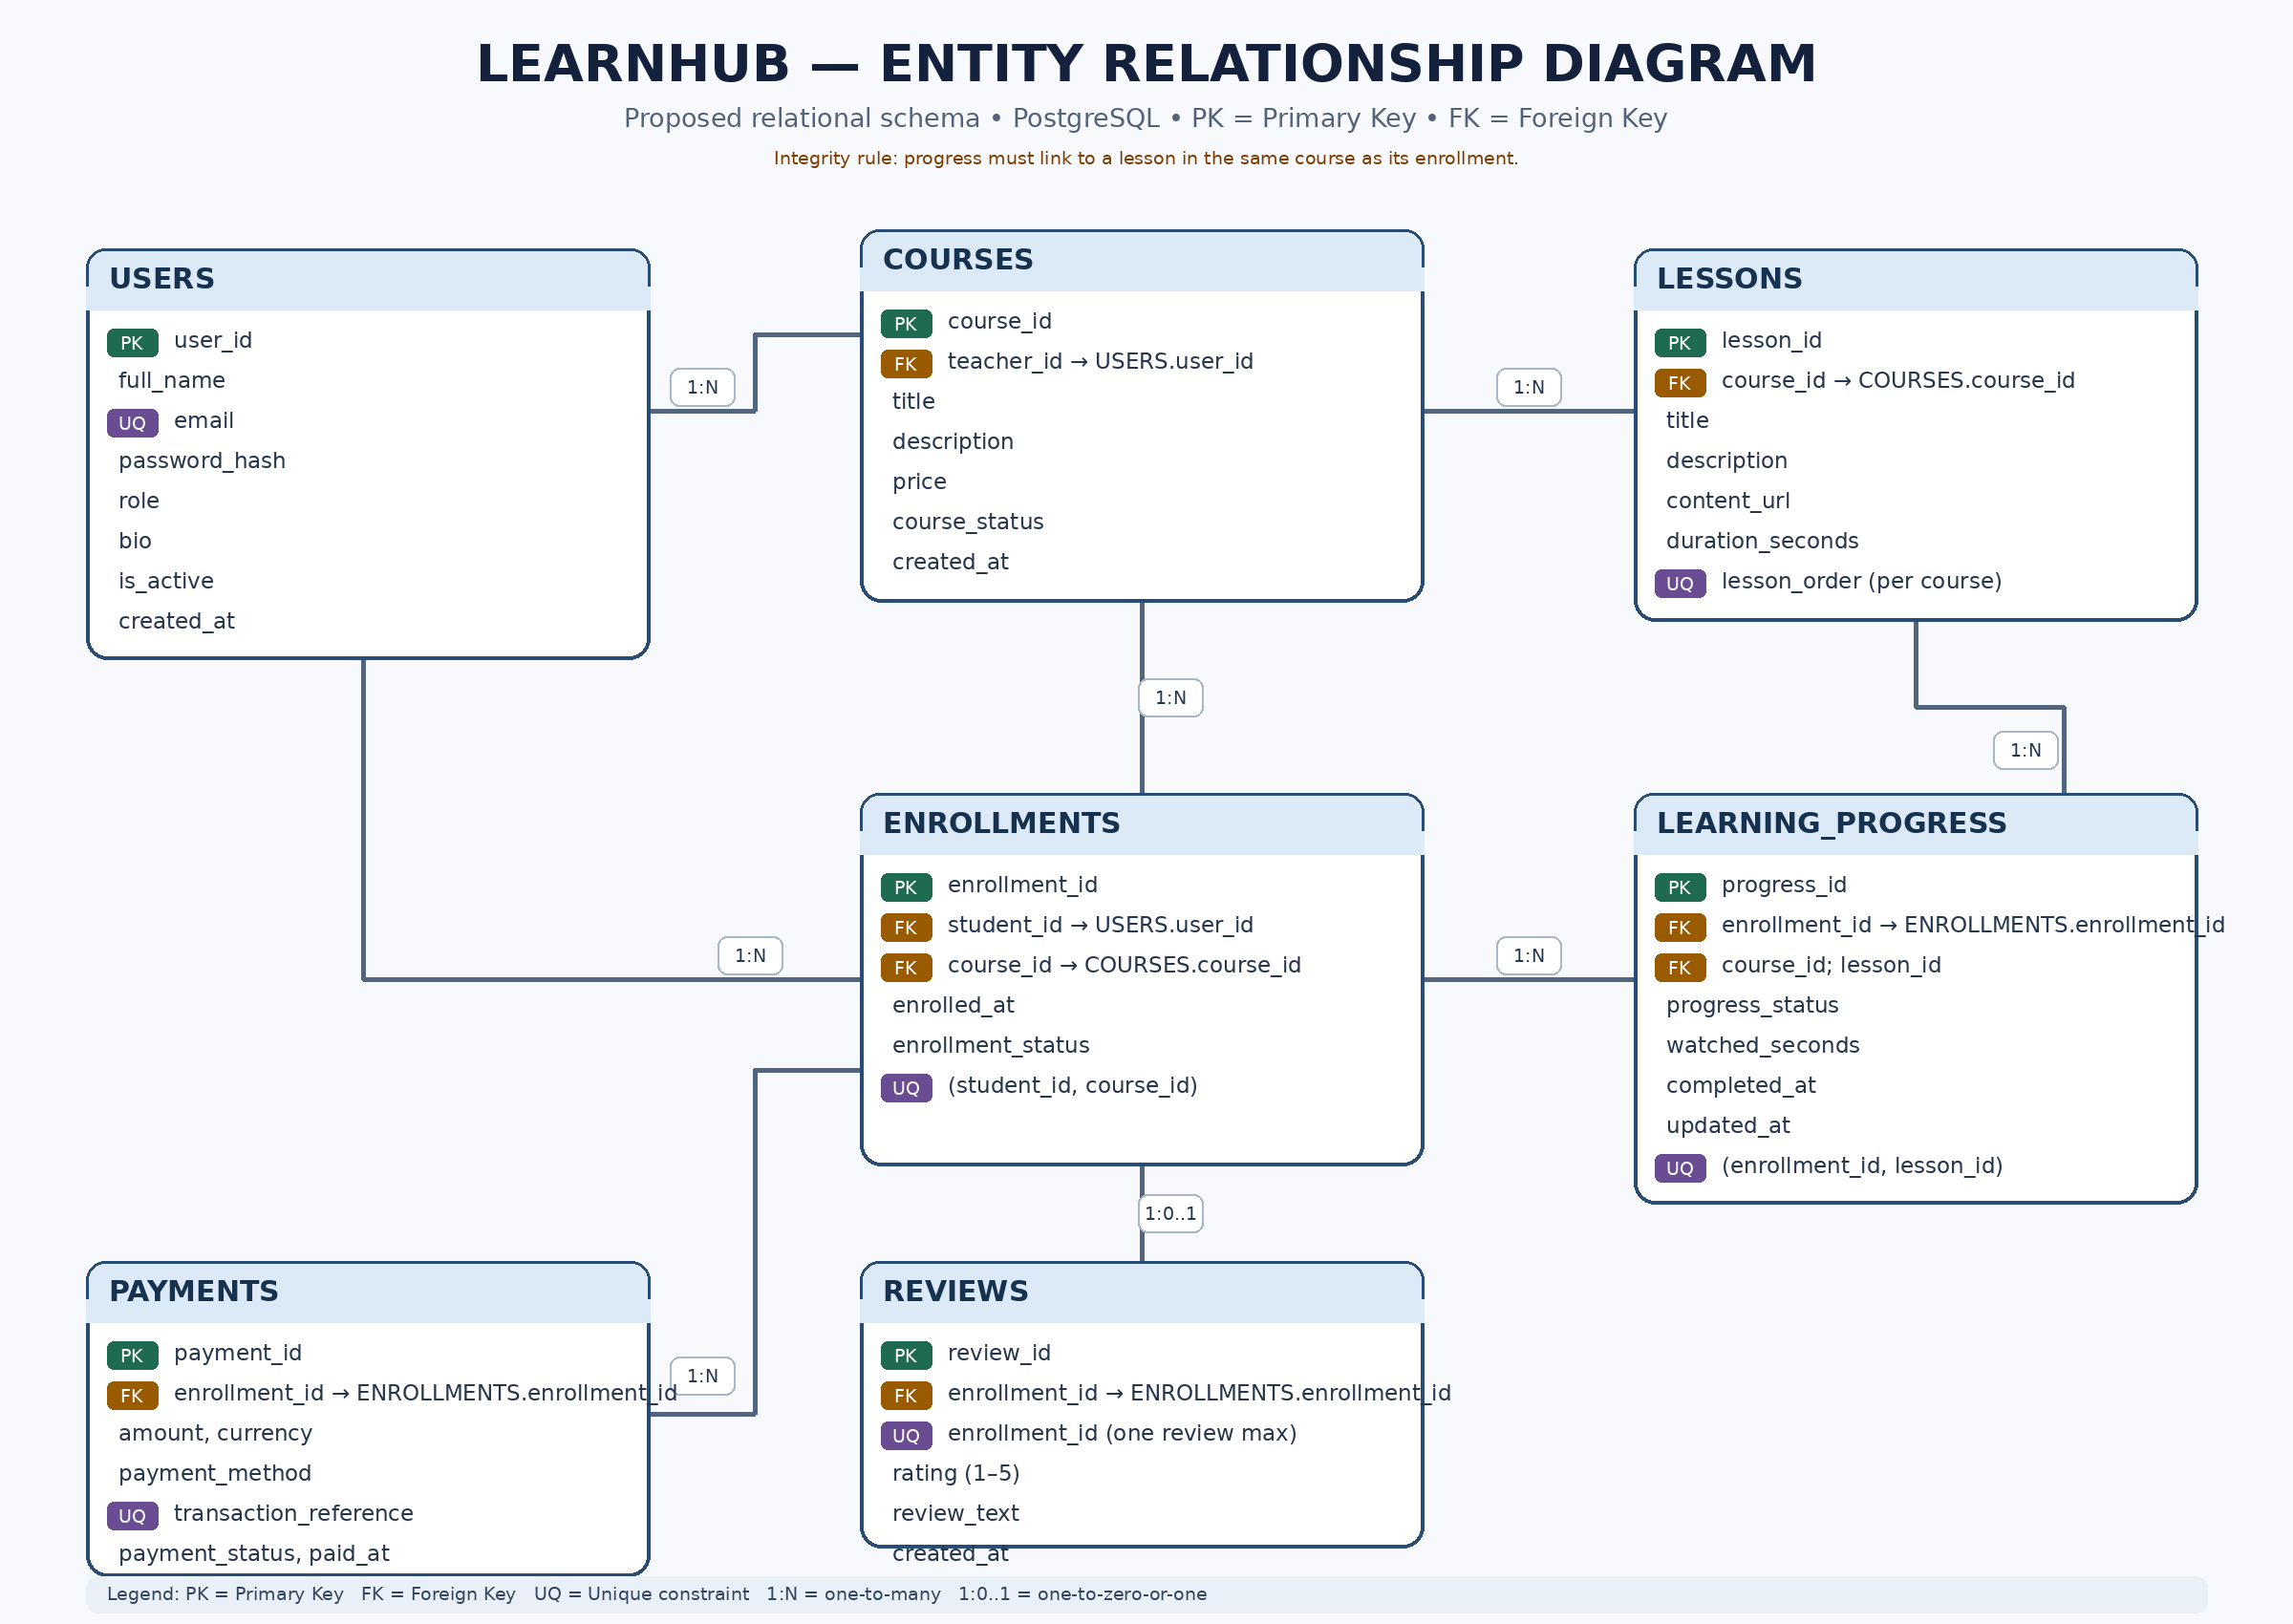 LEARNHUB — ENTITY RELATIONSHIP DIAGRAM
Proposed relational schema • PostgreSQL • PK = Primary Key • FK = Foreign Key
Integrity rule: progress must link to a lesson in the same course as its enrollment.
USERS
PK user_id
full_name
UQ email
password_hash
role
bio
is_active
created_at
1:N
COURSES
PK course_id
FK teacher_id → USERS.user_id
title
description
price
course_status
created_at
1:N
LESSONS
PK lesson_id
FK course_id → COURSES.course_id
title
description
content_url
duration_seconds
UQ lesson_order (per course)
1:N
1:N
1:N
ENROLLMENTS
PK enrollment_id
FK student_id → USERS.user_id
FK course_id → COURSES.course_id
enrolled_at
enrollment_status
UQ (student_id, course_id)
1:N
LEARNING_PROGRESS
PK progress_id
FK enrollment_id → ENROLLMENTS.enrollment_id
FK course_id; lesson_id
progress_status
watched_seconds
completed_at
updated_at
UQ (enrollment_id, lesson_id)
1:0..1
PAYMENTS
PK payment_id
FK enrollment_id → ENROLLMENTS.enrollment_id
amount, currency
payment_method
UQ transaction_reference
payment_status, paid_at
1:N
REVIEWS
PK review_id
FK enrollment_id → ENROLLMENTS.enrollment_id
UQ enrollment_id (one review max)
rating (1–5)
review_text
created_at
Legend: PK = Primary Key FK = Foreign Key UQ = Unique constraint 1:N = one-to-many 1:0..1 = one-to-zero-or-one